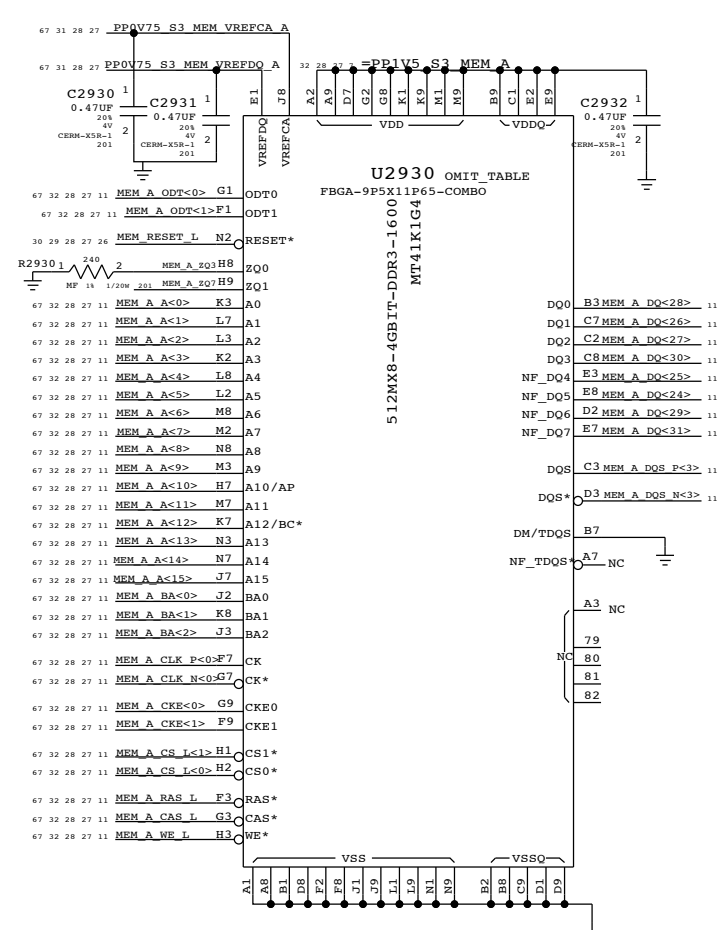 67 31 28 27 PP0V75_S3_MEM_VREFCA_A
67 31 28 27 PP0V75_S3_MEM_VREFDQ_A
32 28 27 7 =PP1V5_S3_MEM_A
C2930 1
0.47UF
20%
4V
CERM-X5R-1
201
2
C2931 1
0.47UF
20%
4V
CERM-X5R-1
201
2
C2932 1
0.47UF
20%
4V
CERM-X5R-1
201
2
E1 J8 A2 A9 D7 G2 G8 K1 K9 M1 M9 B9 C1 E2 E9
VREFDQ VREFCA VDD VDDQ
U2930 OMIT_TABLE
FBGA-9P5X11P65-COMBO
512MX8-4GBIT-DDR3-1600
MT41K1G4
67 32 28 27 11 MEM_A_ODT<0> G1 ODT0
67 32 28 27 11 MEM_A_ODT<1> F1 ODT1
30 29 28 27 26 MEM_RESET_L N2 RESET*
R2930 1 240 2 MEM_A_ZQ3 H8 ZQ0
MF 1% 1/20W 201 MEM_A_ZQ7 H9 ZQ1
67 32 28 27 11 MEM_A_A<0> K3 A0
67 32 28 27 11 MEM_A_A<1> L7 A1
67 32 28 27 11 MEM_A_A<2> L3 A2
67 32 28 27 11 MEM_A_A<3> K2 A3
67 32 28 27 11 MEM_A_A<4> L8 A4
67 32 28 27 11 MEM_A_A<5> L2 A5
67 32 28 27 11 MEM_A_A<6> M8 A6
67 32 28 27 11 MEM_A_A<7> M2 A7
67 32 28 27 11 MEM_A_A<8> N8 A8
67 32 28 27 11 MEM_A_A<9> M3 A9
67 32 28 27 11 MEM_A_A<10> H7 A10/AP
67 32 28 27 11 MEM_A_A<11> M7 A11
67 32 28 27 11 MEM_A_A<12> K7 A12/BC*
67 32 28 27 11 MEM_A_A<13> N3 A13
67 32 28 27 11 MEM_A_A<14> N7 A14
67 32 28 27 11 MEM_A_A<15> J7 A15
67 32 28 27 11 MEM_A_BA<0> J2 BA0
67 32 28 27 11 MEM_A_BA<1> K8 BA1
67 32 28 27 11 MEM_A_BA<2> J3 BA2
67 32 28 27 11 MEM_A_CLK_P<0> F7 CK
67 32 28 27 11 MEM_A_CLK_N<0> G7 CK*
67 32 28 27 11 MEM_A_CKE<0> G9 CKE0
67 32 28 27 11 MEM_A_CKE<1> F9 CKE1
67 32 28 27 11 MEM_A_CS_L<1> H1 CS1*
67 32 28 27 11 MEM_A_CS_L<0> H2 CS0*
67 32 28 27 11 MEM_A_RAS_L F3 RAS*
67 32 28 27 11 MEM_A_CAS_L G3 CAS*
67 32 28 27 11 MEM_A_WE_L H3 WE*
DQ0 B3 MEM_A_DQ<28> 11
DQ1 C7 MEM_A_DQ<26> 11
DQ2 C2 MEM_A_DQ<27> 11
DQ3 C8 MEM_A_DQ<30> 11
NF_DQ4 E3 MEM_A_DQ<25> 11
NF_DQ5 E8 MEM_A_DQ<24> 11
NF_DQ6 D2 MEM_A_DQ<29> 11
NF_DQ7 E7 MEM_A_DQ<31> 11
DQS C3 MEM_A_DQS_P<3> 11
DQS* D3 MEM_A_DQS_N<3> 11
DM/TDQS B7
NF_TDQS* A7 NC
A3 NC
79
NC 80
81
82
VSS VSSQ
A1 A8 B1 D8 F2 F8 J1 J9 L1 L9 N1 N9 B2 B8 C9 D1 D9